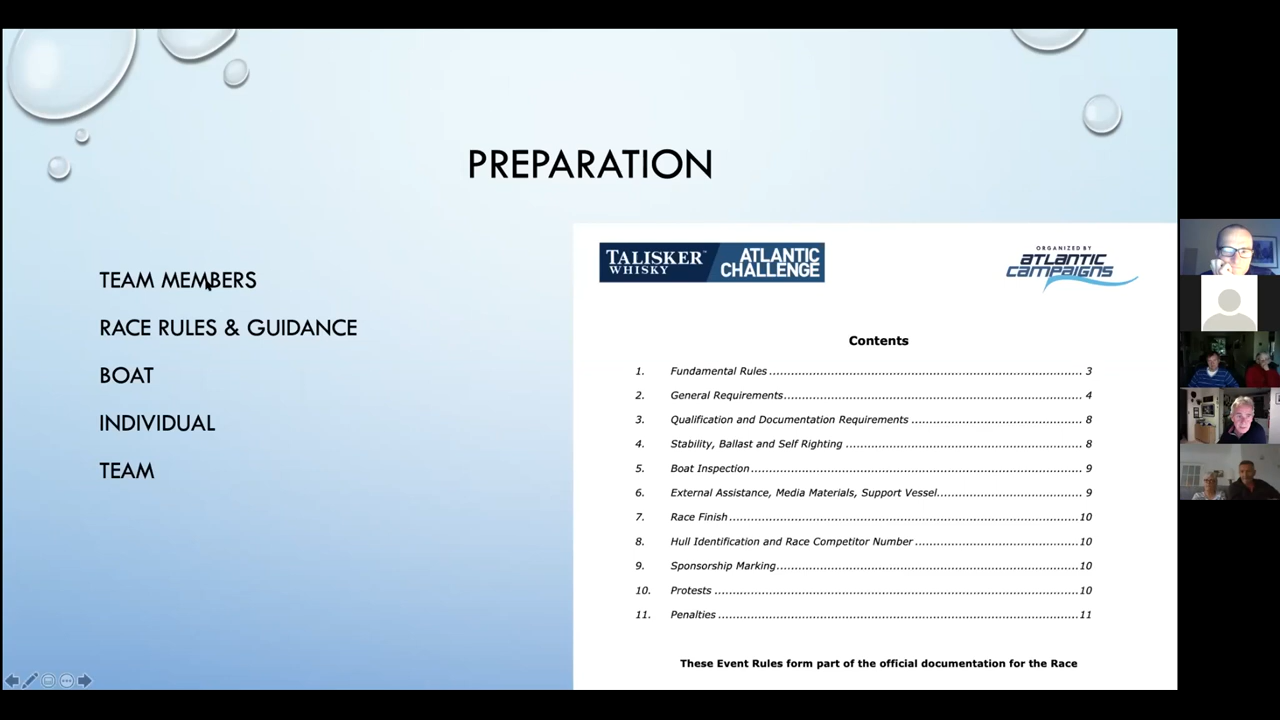 PREPARATION
TEAM MEMBERS
RACE RULES & GUIDANCE
BOAT
INDIVIDUAL
TEAM
TALISKER™
WHISKY
ATLANTIC
CHALLENGE
ORGANIZED BY
ATLANTIC
CAMPAIGNS
Contents
1. Fundamental Rules ........ 3
2. General Requirements ........ 4
3. Qualification and Documentation Requirements ........ 8
4. Stability, Ballast and Self Righting ........ 8
5. Boat Inspection ........ 9
6. External Assistance, Media Materials, Support Vessel ........ 9
7. Race Finish ........ 10
8. Hull Identification and Race Competitor Number ........ 10
9. Sponsorship Marking ........ 10
10. Protests ........ 10
11. Penalties ........ 11
These Event Rules form part of the official documentation for the Race